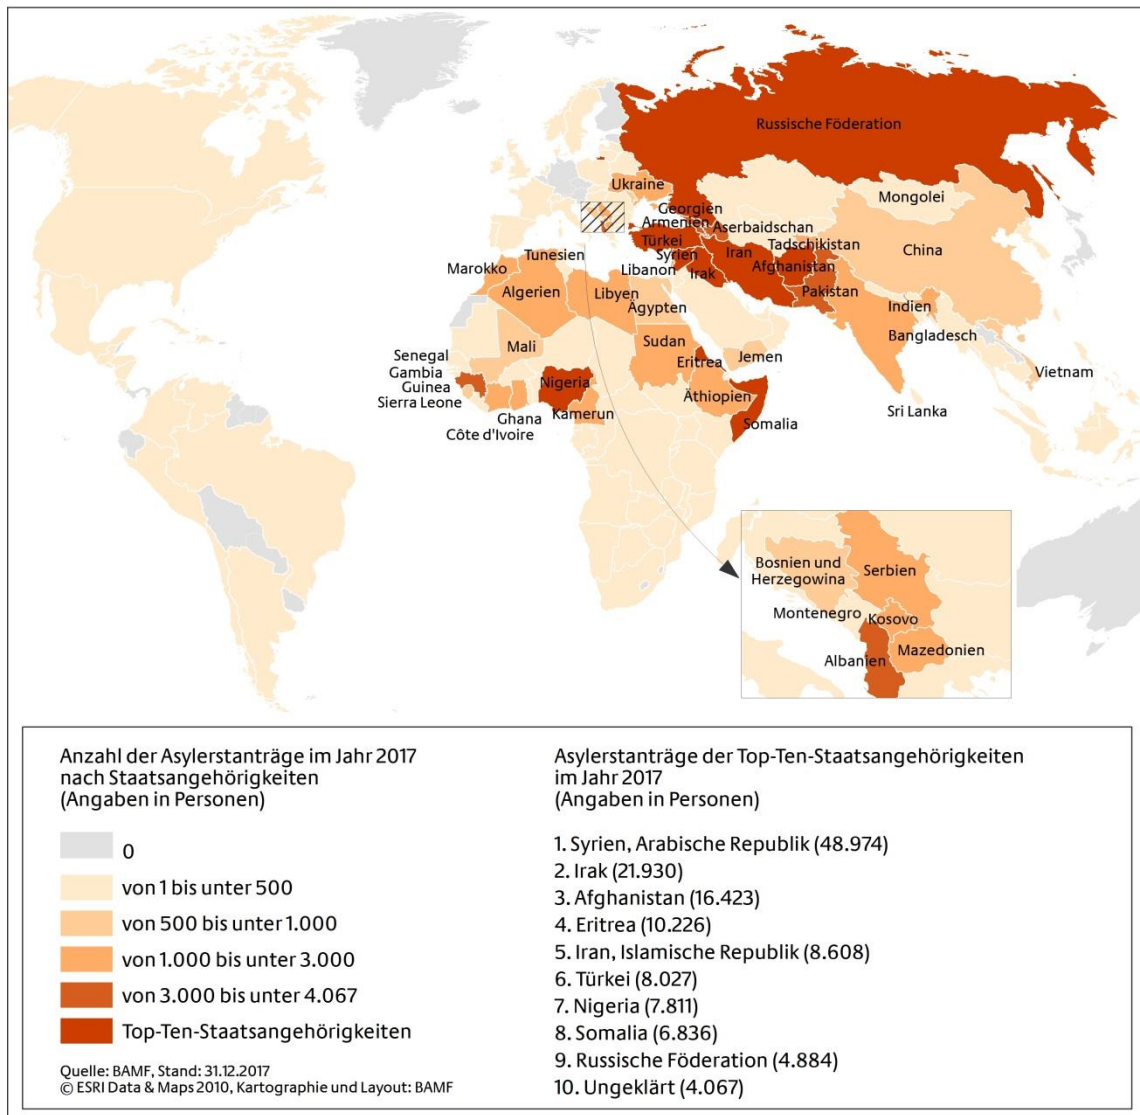 Russische Föderation
Ukraine
Mongolei
Georgien
Armenien
Aserbaidschan
Türkei
Tadschikistan
China
Tunesien
Syrien
Iran
Afghanistan
Marokko
Libanon
Irak
Algerien
Libyen
Pakistan
Ägypten
Indien
Bangladesch
Mali
Sudan
Senegal
Eritrea
Jemen
Gambia
Vietnam
Guinea
Nigeria
Äthiopien
Sierra Leone
Ghana
Kamerun
Sri Lanka
Somalia
Côte d'Ivoire
Bosnien und
Herzegowina
Serbien
Montenegro
Kosovo
Mazedonien
Albanien
Anzahl der Asylerstanträge im Jahr 2017
nach Staatsangehörigkeiten
(Angaben in Personen)
0
von 1 bis unter 500
von 500 bis unter 1.000
von 1.000 bis unter 3.000
von 3.000 bis unter 4.067
Top-Ten-Staatsangehörigkeiten
Quelle: BAMF, Stand: 31.12.2017
© ESRI Data & Maps 2010, Kartographie und Layout: BAMF
Asylerstanträge der Top-Ten-Staatsangehörigkeiten
im Jahr 2017
(Angaben in Personen)
1. Syrien, Arabische Republik (48.974)
2. Irak (21.930)
3. Afghanistan (16.423)
4. Eritrea (10.226)
5. Iran, Islamische Republik (8.608)
6. Türkei (8.027)
7. Nigeria (7.811)
8. Somalia (6.836)
9. Russische Föderation (4.884)
10. Ungeklärt (4.067)